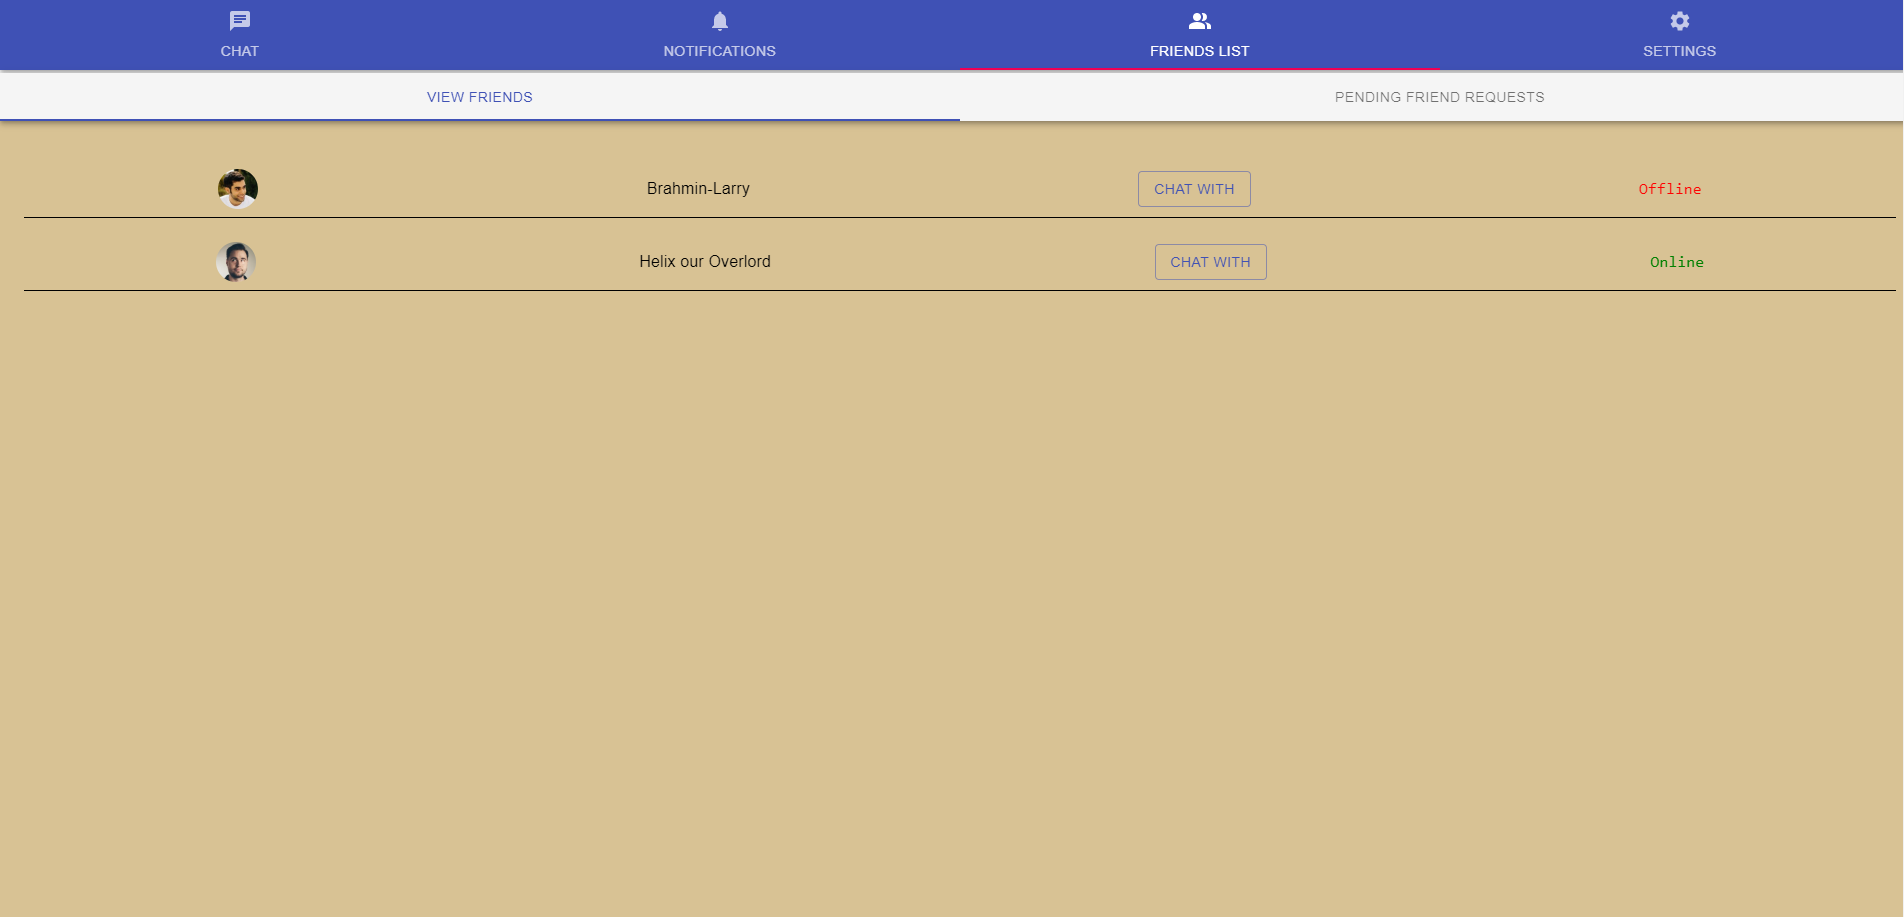 CHAT NOTIFICATIONS FRIENDS LIST SETTINGS
VIEW FRIENDS PENDING FRIEND REQUESTS
Brahmin-Larry CHAT WITH Offline
Helix our Overlord CHAT WITH Online